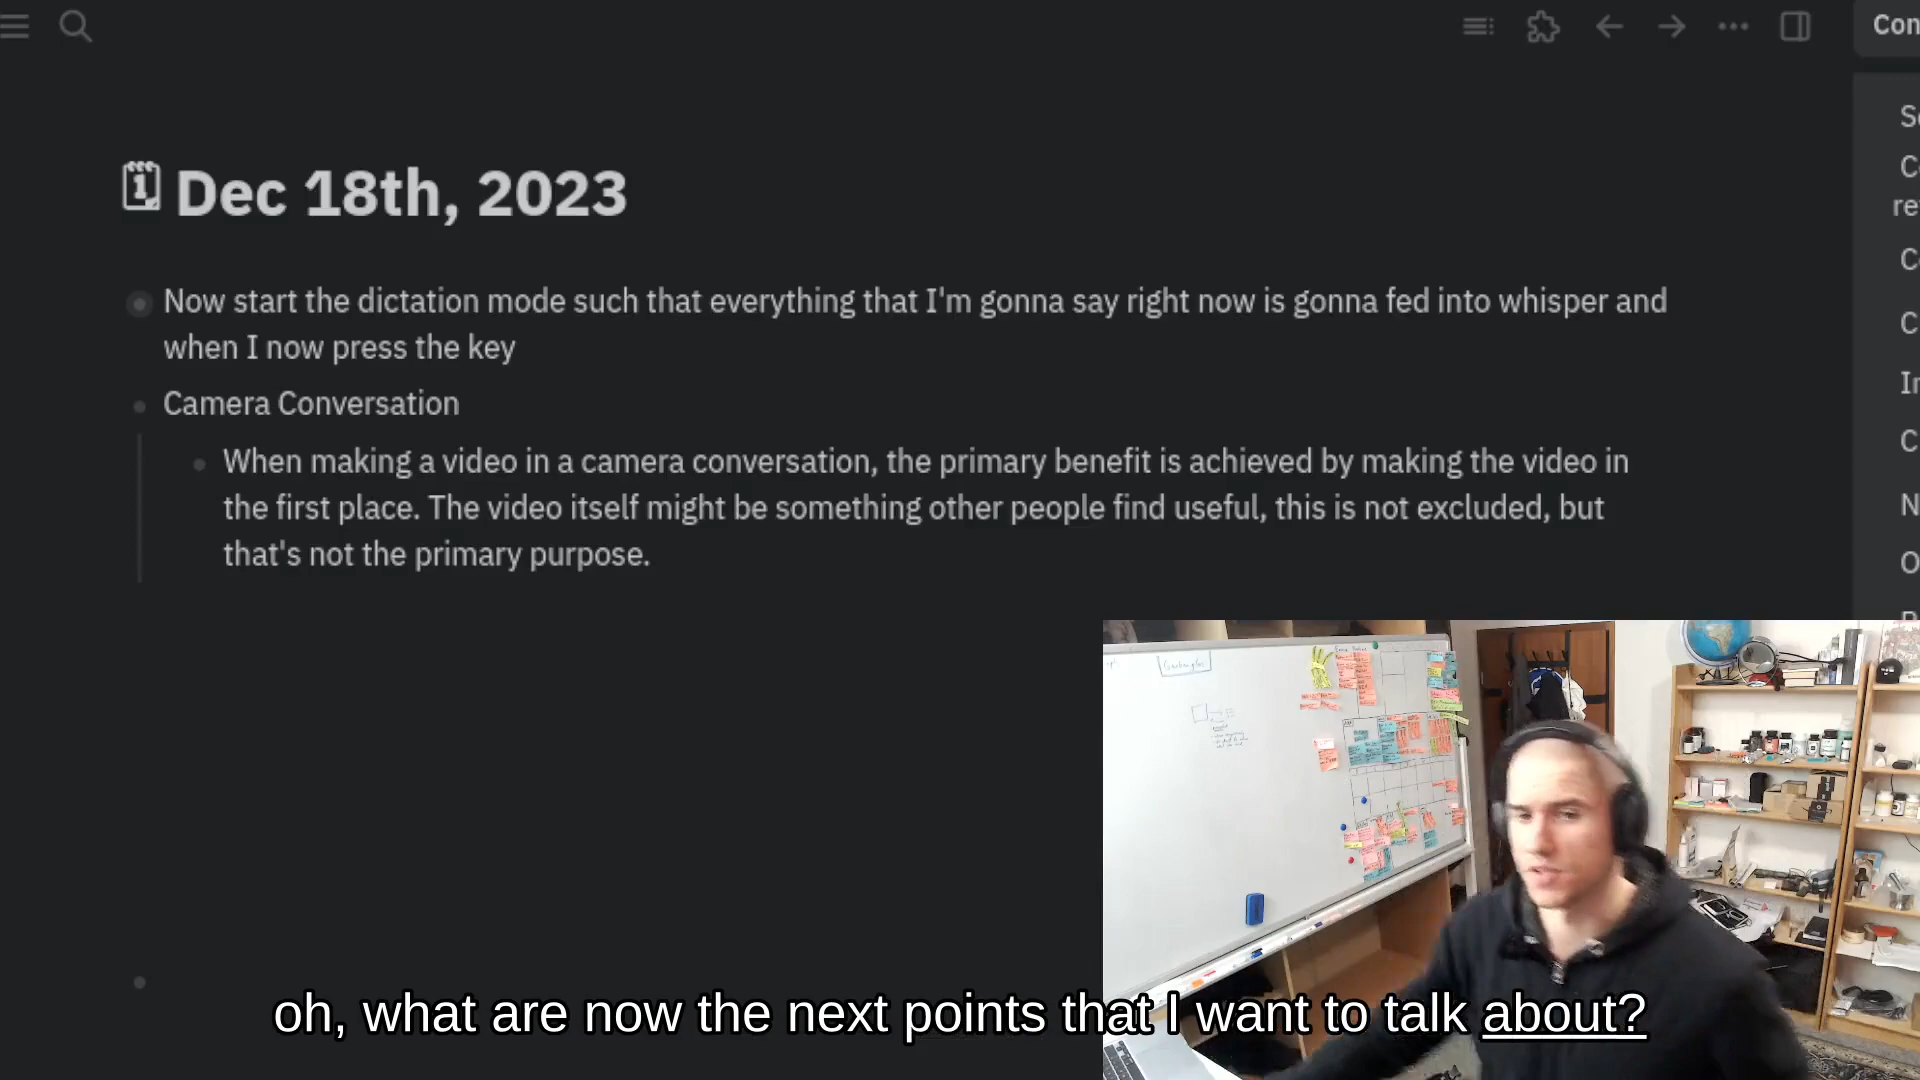 Con
Dec 18th, 2023
Now start the dictation mode such that everything that I'm gonna say right now is gonna fed into whisper and
when I now press the key
Camera Conversation
When making a video in a camera conversation, the primary benefit is achieved by making the video in
the first place. The video itself might be something other people find useful, this is not excluded, but
that's not the primary purpose.
oh, what are now the next points that I want to talk about?